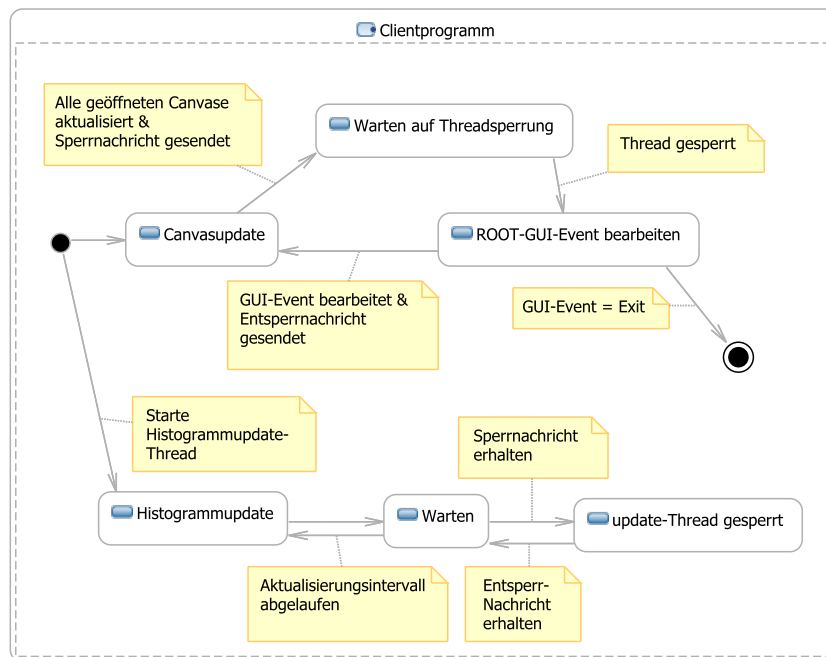 Clientprogramm
Alle geöffneten Canvase
aktualisiert &
Sperrnachricht gesendet
Warten auf Threadsperrung
Thread gesperrt
Canvasupdate
ROOT-GUI-Event bearbeiten
GUI-Event bearbeitet &
Entsperrnachricht
gesendet
GUI-Event = Exit
Starte
Histogrammupdate-
Thread
Sperrnachricht
erhalten
Histogrammupdate
Warten
update-Thread gesperrt
Aktualisierungsintervall
abgelaufen
Entsperr-
Nachricht
erhalten